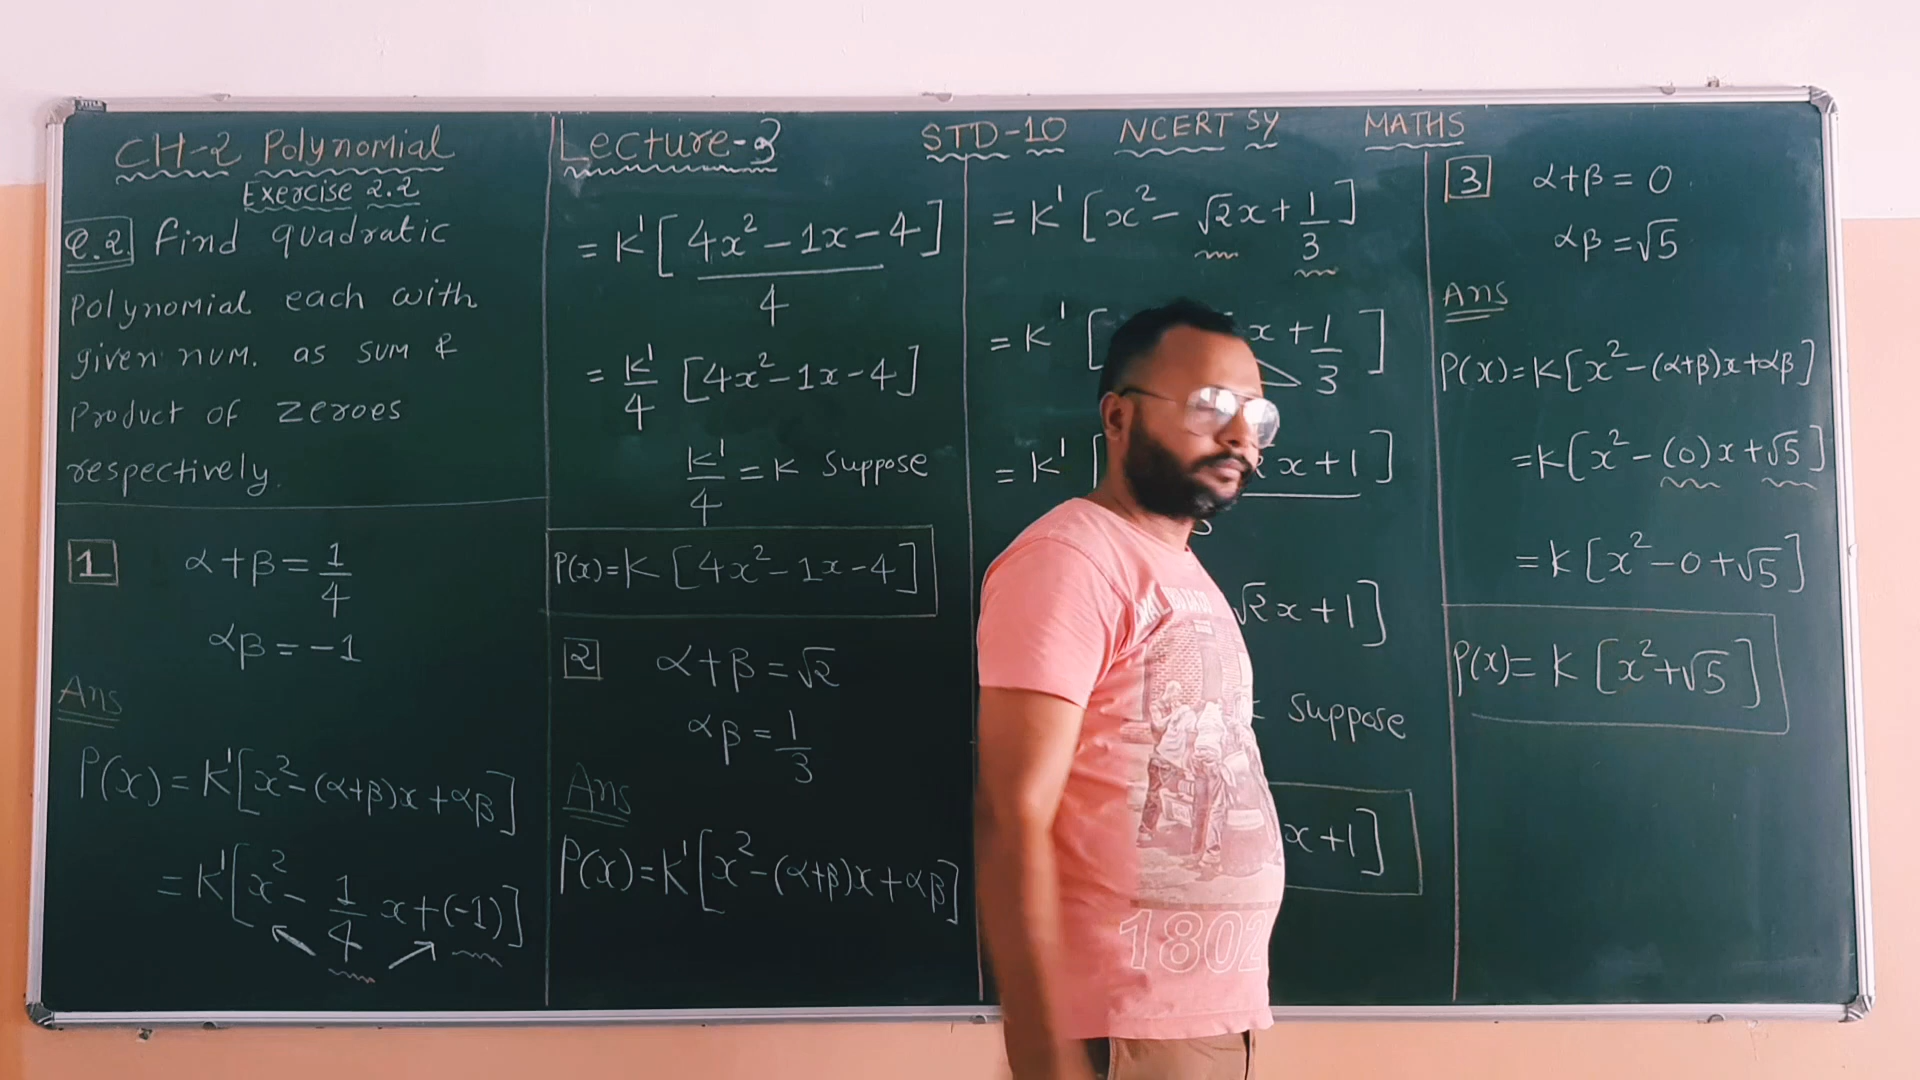 CH-2 Polynomial
Exercise 2.2
Q.2 Find quadratic
Polynomial each with
given num. as sum &
Product of zeroes
respectively.
1 α+β = 1/4
αβ = -1
Ans
P(x) = K'[x² - (α+β)x + αβ]
= K'[x² - 1/4 x + (-1)]
Lecture-3
= K'[4x² - 1x - 4 / 4]
= K'/4 [4x² - 1x - 4]
K'/4 = K Suppose
P(x) = K [4x² - 1x - 4]
2 α+β = √2
αβ = 1/3
Ans
P(x) = K'[x² - (α+β)x + αβ]
STD-10 NCERT Sy MATHS
= K' [x² - √2x + 1/3]
= K' [ x + 1/3 ]
= K' [ x + 1]
√2x + 1]
Suppose
x + 1]
3 α+β = 0
αβ = √5
Ans
P(x) = K[x² - (α+β)x + αβ]
= K[x² - (0)x + √5]
= K [x² - 0 + √5]
P(x) = K [x² + √5]
1802